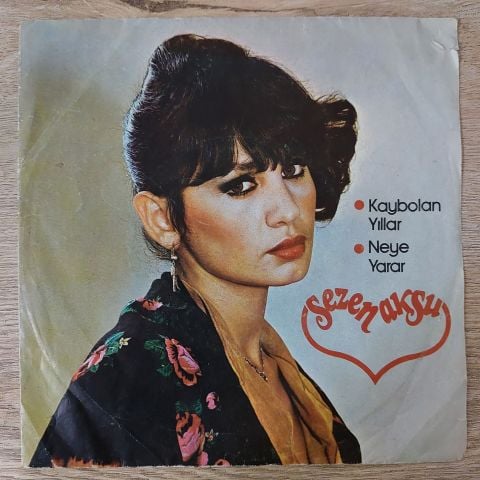 Kaybolan
Yıllar
Neye
Yarar
sezen aksu